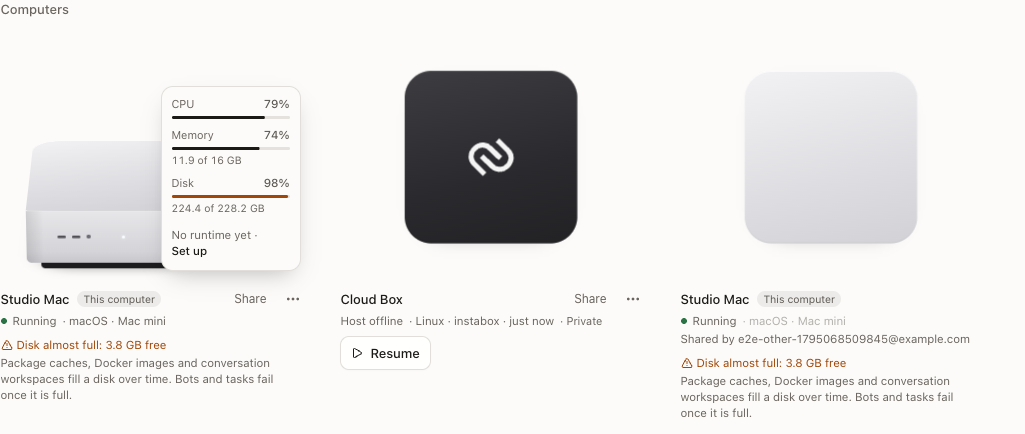 Computers
CPU 79%
Memory 74%
11.9 of 16 GB
Disk 98%
224.4 of 228.2 GB
No runtime yet ·
Set up
Studio Mac This computer Share ···
Running · macOS · Mac mini
Disk almost full: 3.8 GB free
Package caches, Docker images and conversation
workspaces fill a disk over time. Bots and tasks fail
once it is full.
Cloud Box Share ···
Host offline · Linux · instabox · just now · Private
Resume
Studio Mac This computer
Running · macOS · Mac mini
Shared by e2e-other-1795068509845@example.com
Disk almost full: 3.8 GB free
Package caches, Docker images and conversation
workspaces fill a disk over time. Bots and tasks fail
once it is full.